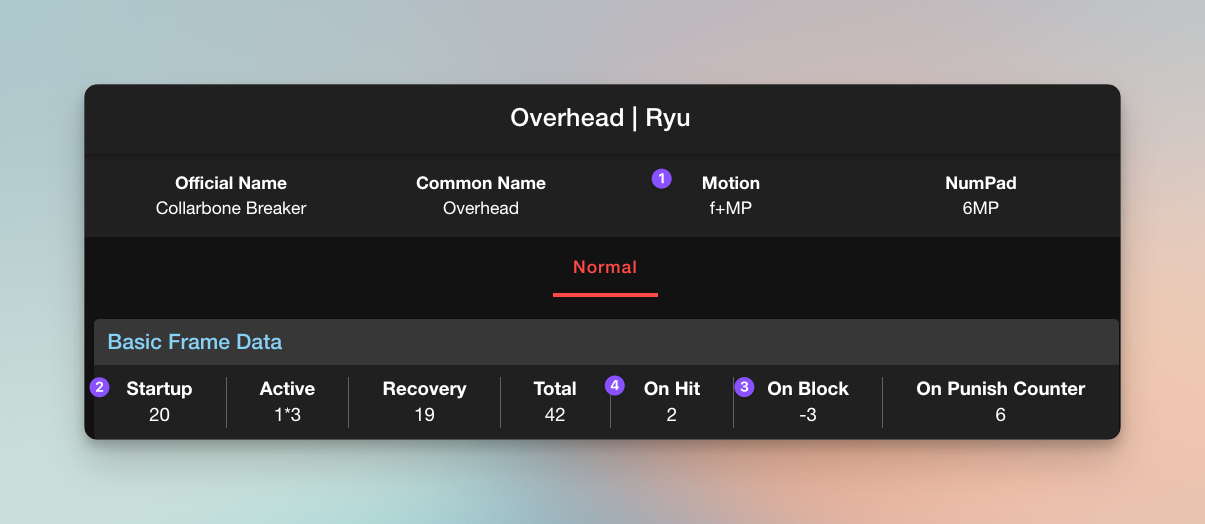 Overhead | Ryu
Official Name Common Name 1 Motion NumPad
Collarbone Breaker Overhead f+MP 6MP
Normal
Basic Frame Data
2 Startup Active Recovery Total 4 On Hit 3 On Block On Punish Counter
20 1*3 19 42 2 -3 6